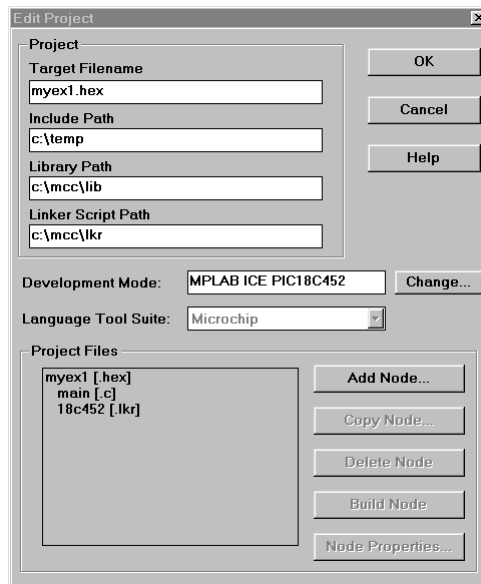 Edit Project
Project
Target Filename
myex1.hex
Include Path
c:\temp
Library Path
c:\mcc\lib
Linker Script Path
c:\mcc\lkr
OK
Cancel
Help
Development Mode: MPLAB ICE PIC18C452 Change...
Language Tool Suite: Microchip
Project Files
myex1 [.hex]
main [.c]
18c452 [.lkr]
Add Node...
Copy Node...
Delete Node
Build Node
Node Properties...